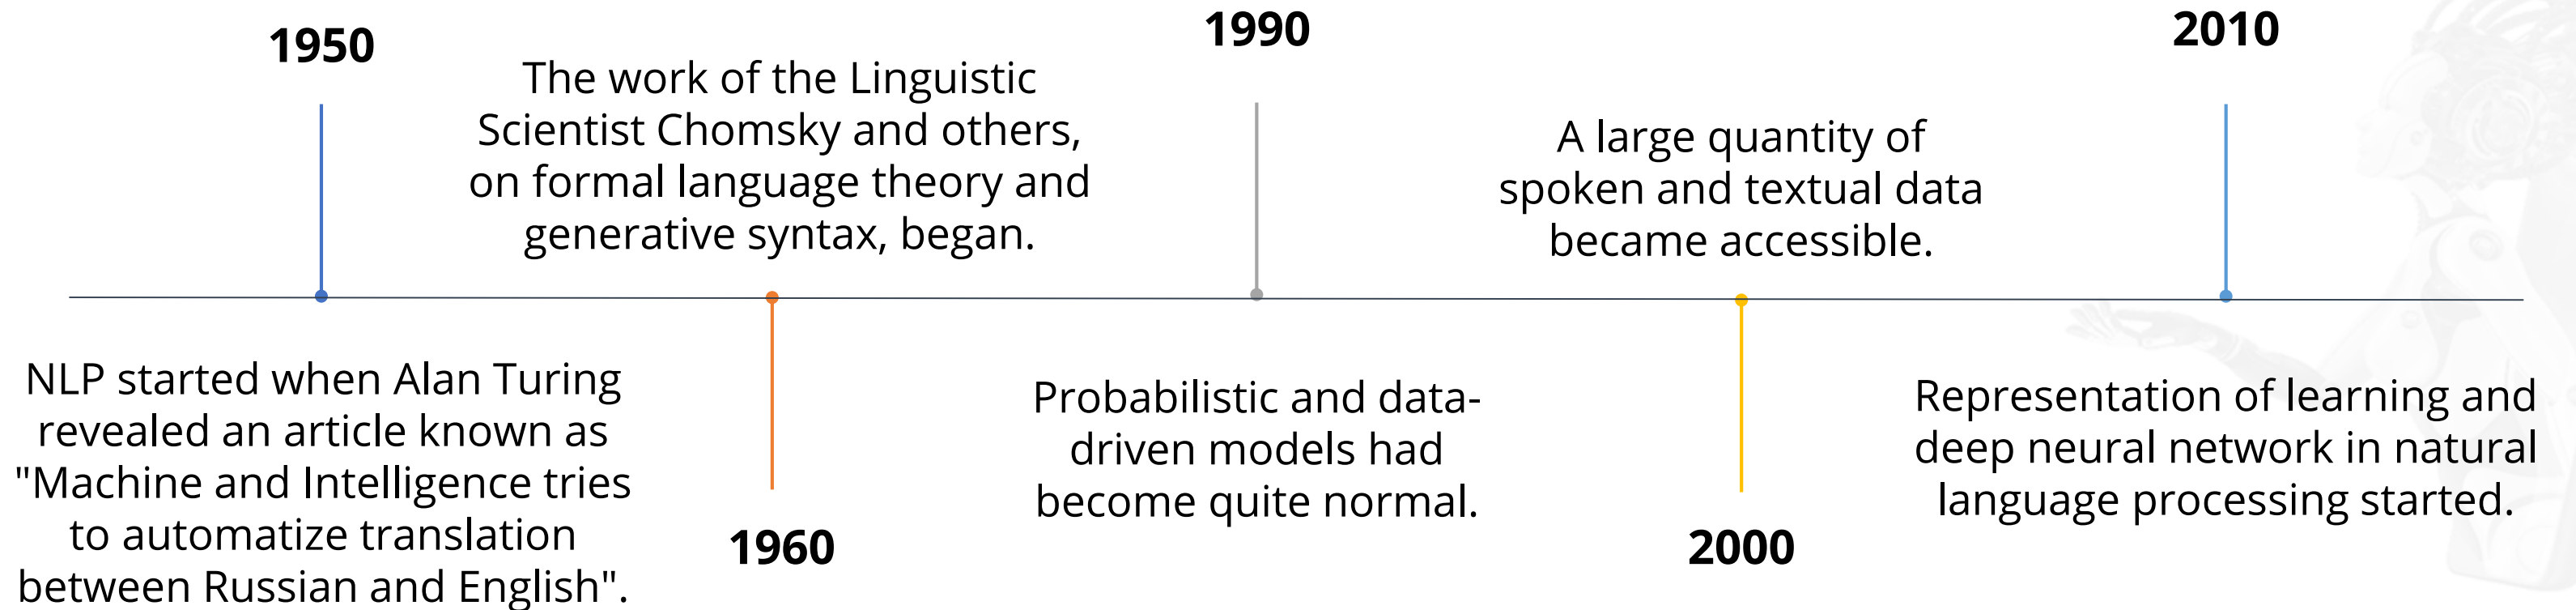 1950
NLP started when Alan Turing
revealed an article known as
"Machine and Intelligence tries
to automatize translation
between Russian and English".
The work of the Linguistic
Scientist Chomsky and others,
on formal language theory and
generative syntax, began.
1960
1990
Probabilistic and data-
driven models had
become quite normal.
A large quantity of
spoken and textual data
became accessible.
2000
2010
Representation of learning and
deep neural network in natural
language processing started.